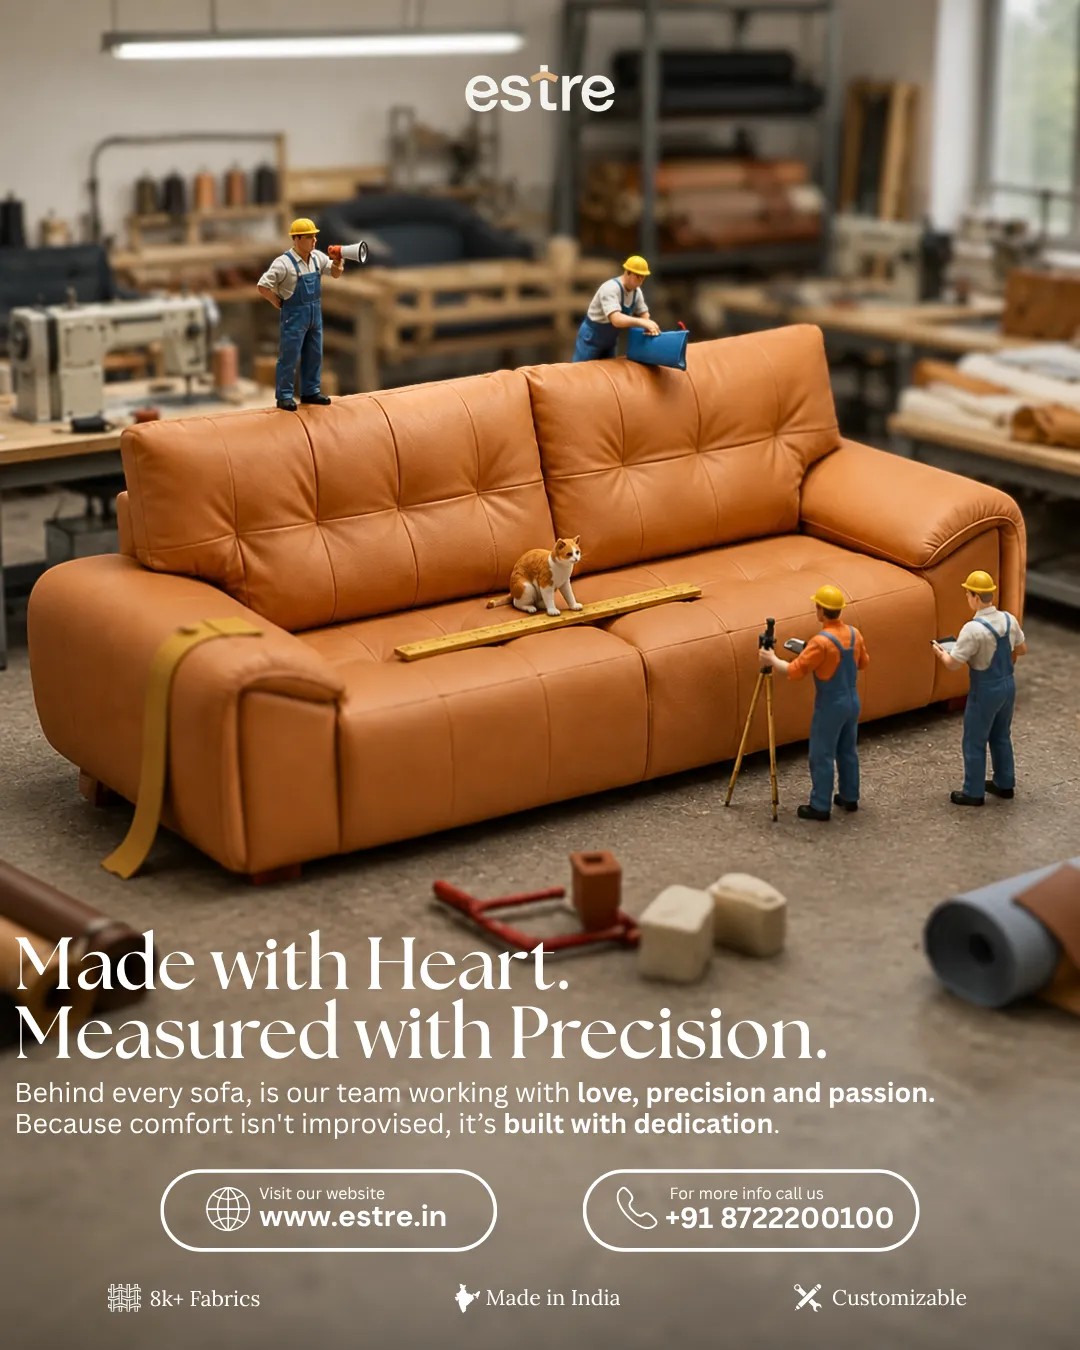 estre
Made with Heart.
Measured with Precision.
Behind every sofa, is our team working with love, precision and passion.
Because comfort isn't improvised, it’s built with dedication.
Visit our website
www.estre.in
For more info call us
+91 8722200100
8k+ Fabrics
Made in India
Customizable